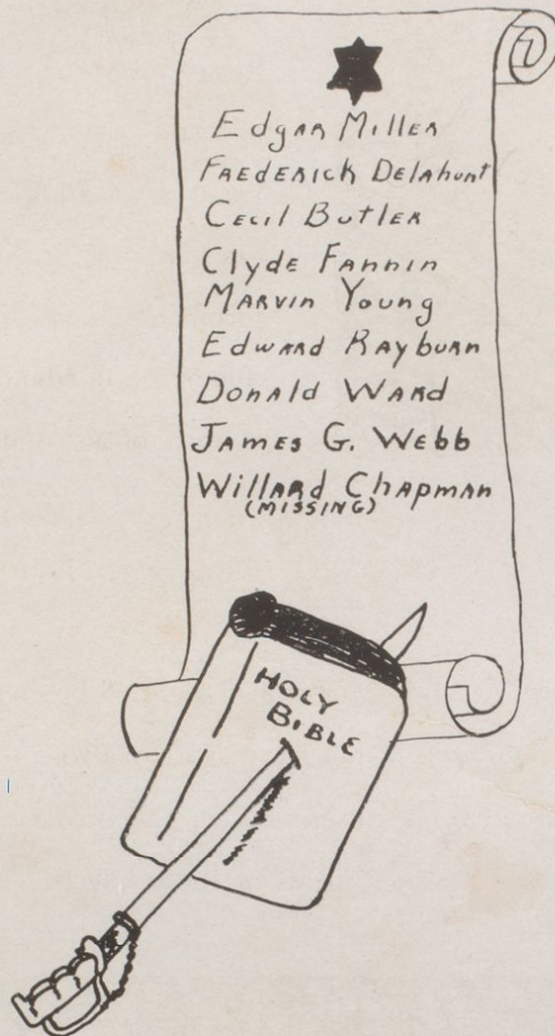 Edgar Miller
Frederick Delahunt
Cecil Butler
Clyde Fannin
Marvin Young
Edward Rayburn
Donald Ward
James G. Webb
Willard Chapman
(MISSING)
HOLY
BIBLE